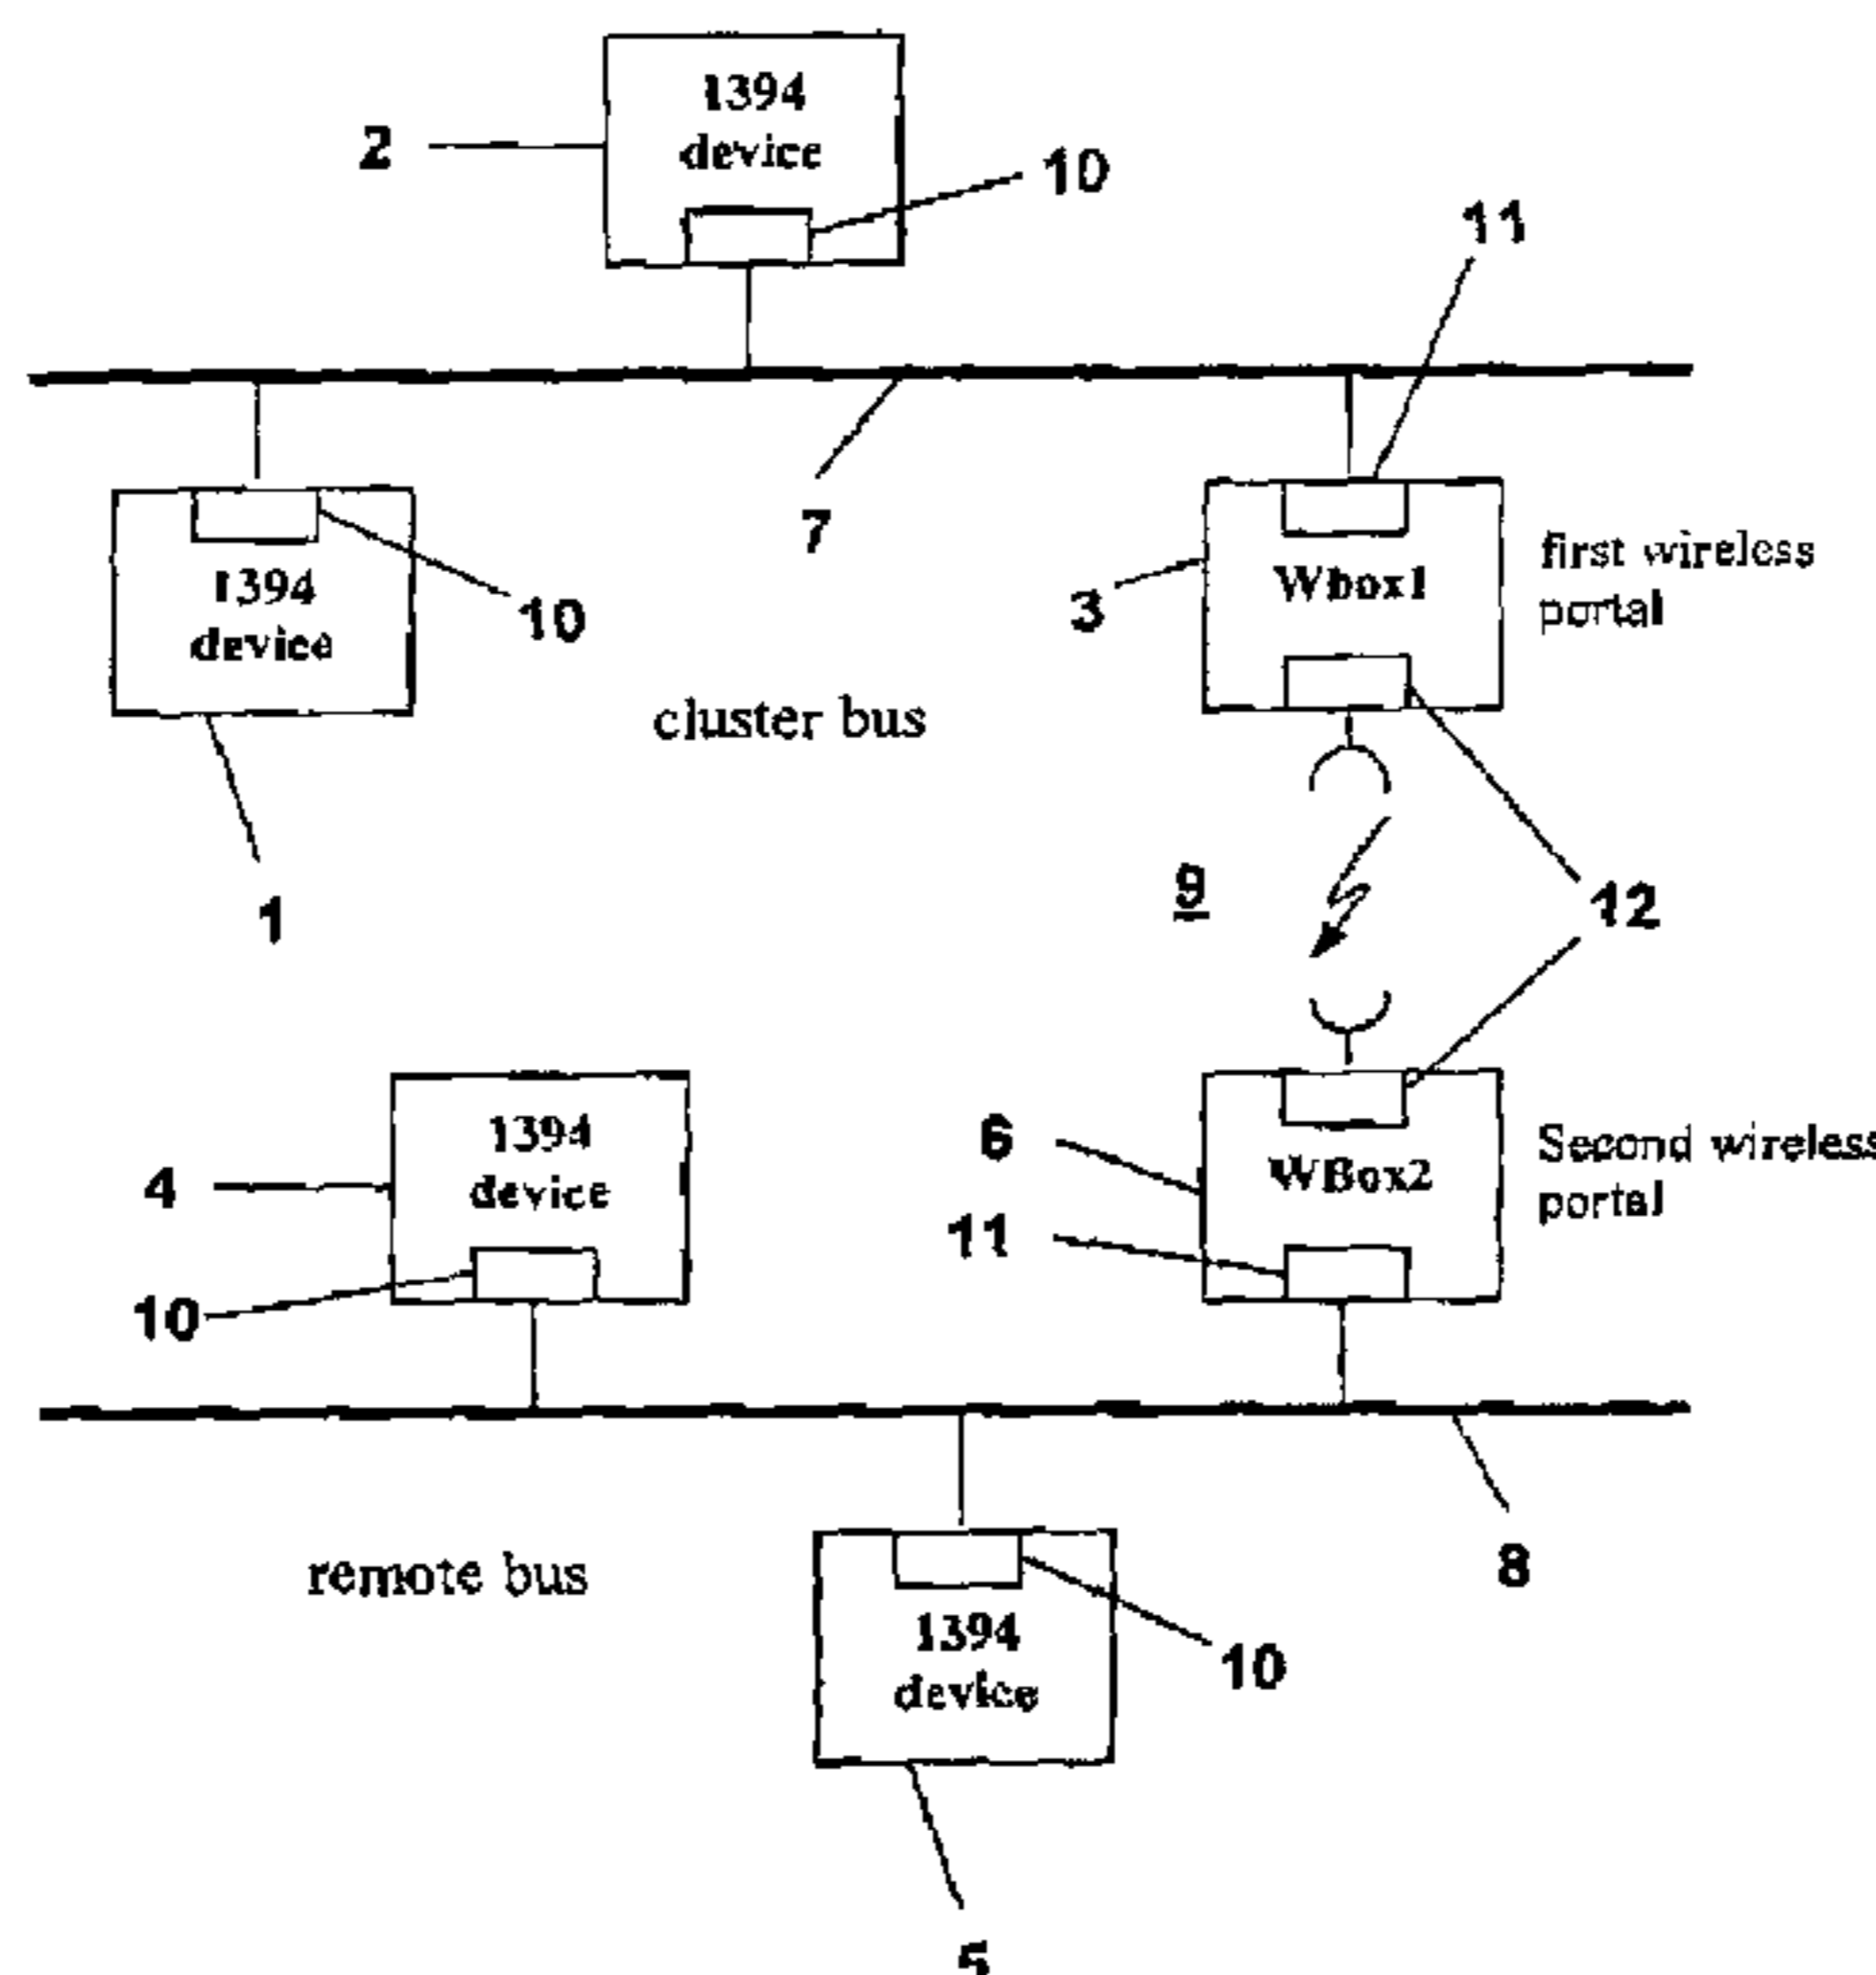 1394
device
2
10
11
7
1394
device
10
3
Wbox1
first wireless
portal
cluster bus
1
9
12
4
1394
device
10
6
WBox2
11
Second wireless
portal
remote bus
8
1394
device
10
5